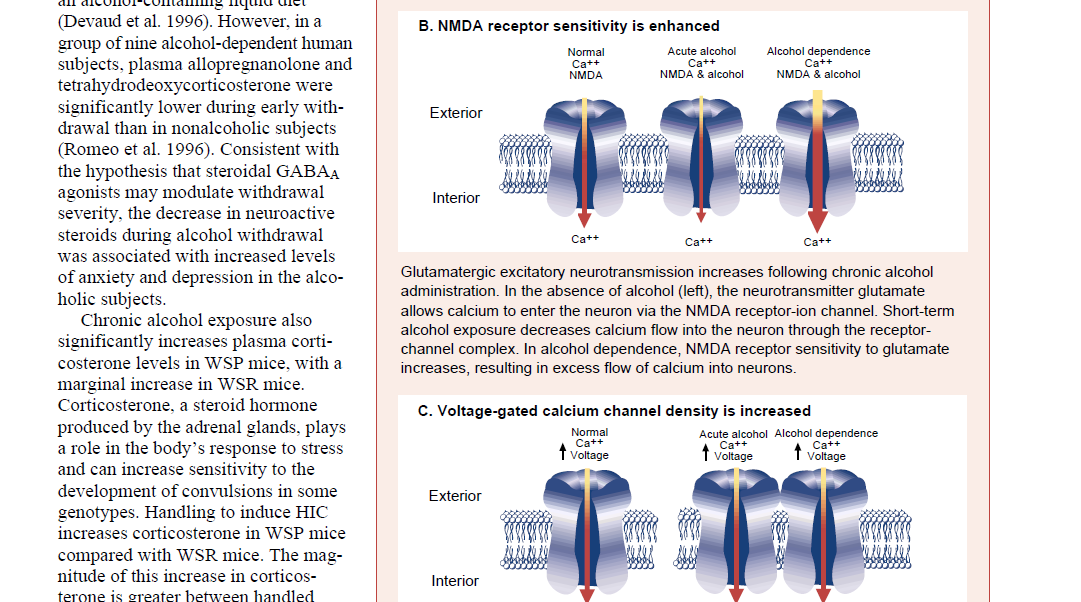 an alcohol-containing liquid diet
(Devaud et al. 1996). However, in a
group of nine alcohol-dependent human
subjects, plasma allopregnanolone and
tetrahydrodeoxycorticosterone were
significantly lower during early with-
drawal than in nonalcoholic subjects
(Romeo et al. 1996). Consistent with
the hypothesis that steroidal GABAA
agonists may modulate withdrawal
severity, the decrease in neuroactive
steroids during alcohol withdrawal
was associated with increased levels
of anxiety and depression in the alco-
holic subjects.
Chronic alcohol exposure also
significantly increases plasma corti-
costerone levels in WSP mice, with a
marginal increase in WSR mice.
Corticosterone, a steroid hormone
produced by the adrenal glands, plays
a role in the body's response to stress
and can increase sensitivity to the
development of convulsions in some
genotypes. Handling to induce HIC
increases corticosterone in WSP mice
compared with WSR mice. The mag-
nitude of this increase in corticos-
terone is greater between handled
B. NMDA receptor sensitivity is enhanced
Normal
Ca++
NMDA
Acute alcohol
Ca++
NMDA & alcohol
Alcohol dependence
Ca++
NMDA & alcohol
Exterior
Interior
Ca++
Ca++
Ca++
Glutamatergic excitatory neurotransmission increases following chronic alcohol
administration. In the absence of alcohol (left), the neurotransmitter glutamate
allows calcium to enter the neuron via the NMDA receptor-ion channel. Short-term
alcohol exposure decreases calcium flow into the neuron through the receptor-
channel complex. In alcohol dependence, NMDA receptor sensitivity to glutamate
increases, resulting in excess flow of calcium into neurons.
C. Voltage-gated calcium channel density is increased
Normal
Ca++
Voltage
Acute alcohol
Ca++
Voltage
Alcohol dependence
Ca++
Voltage
Exterior
Interior